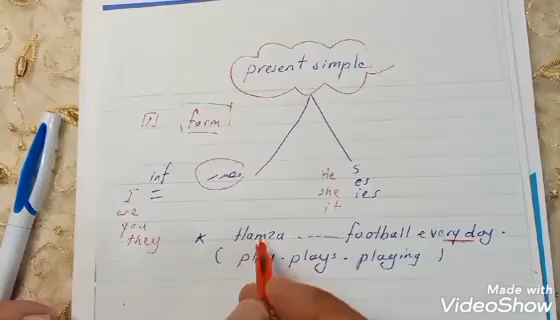 present simple
1 form
inf
I =
we
you
they
He s
she es
it ies
* Hamza ------ football every day.
( play - plays - playing )
Made with
VideoShow